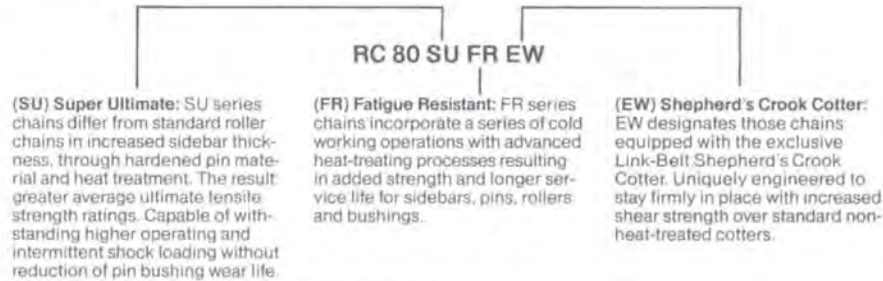 RC 80 SU FR EW
(SU) Super Ultimate: SU series
chains differ from standard roller
chains in increased sidebar thick-
ness, through hardened pin mate-
rial and heat treatment. The result
greater average ultimate tensile
strength ratings. Capable of with-
standing higher operating and
intermittent shock loading without
reduction of pin bushing wear life.
(FR) Fatigue Resistant: FR series
chains incorporate a series of cold
working operations with advanced
heat-treating processes resulting
in added strength and longer ser-
vice life for sidebars, pins, rollers
and bushings.
(EW) Shepherd's Crook Cotter:
EW designates those chains
equipped with the exclusive
Link-Belt Shepherd's Crook
Cotter. Uniquely engineered to
stay firmly in place with increased
shear strength over standard non-
heat-treated cotters.